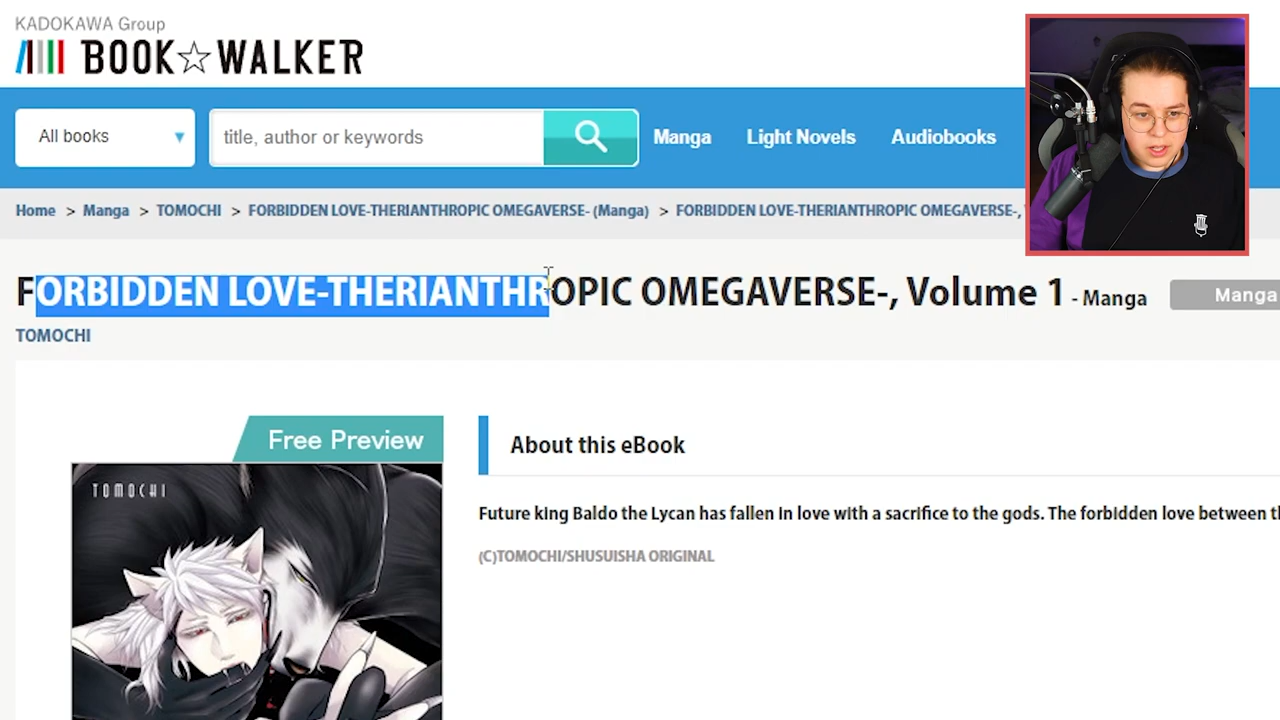 KADOKAWA Group
BOOK☆WALKER
All books
title, author or keywords
Manga
Light Novels
Audiobooks
Home > Manga > TOMOCHI > FORBIDDEN LOVE-THERIANTHROPIC OMEGAVERSE- (Manga) > FORBIDDEN LOVE-THERIANTHROPIC OMEGAVERSE-,
FORBIDDEN LOVE-THERIANTHROPIC OMEGAVERSE-, Volume 1 - Manga
Manga
TOMOCHI
Free Preview
TOMOCHI
About this eBook
Future king Baldo the Lycan has fallen in love with a sacrifice to the gods. The forbidden love between
(C)TOMOCHI/SHUSUISHA ORIGINAL